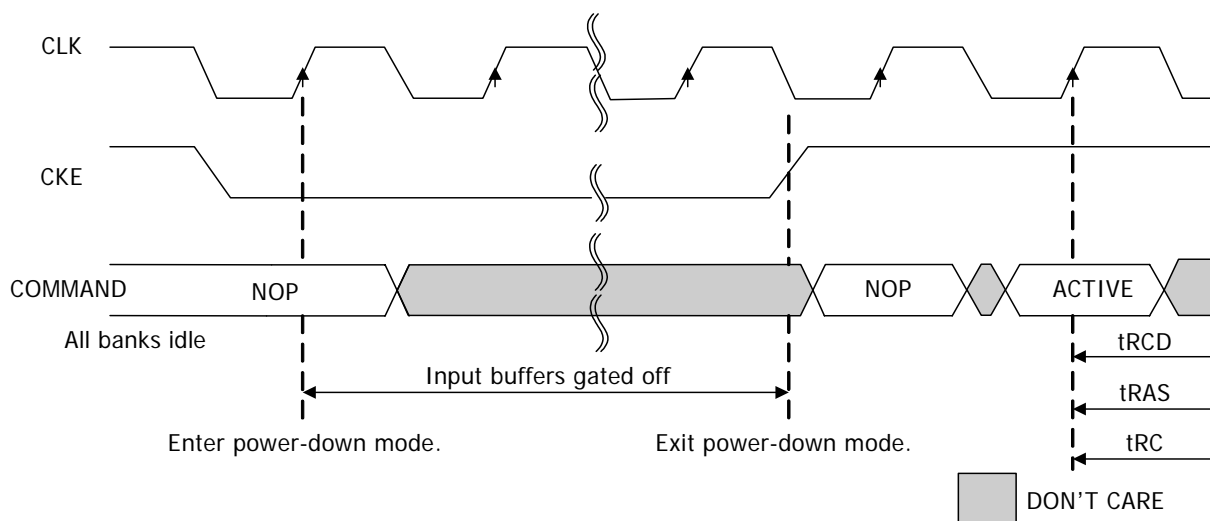 CLK
CKE
COMMAND
NOP
NOP
ACTIVE
All banks idle
tRCD
Input buffers gated off
tRAS
Enter power-down mode.
Exit power-down mode.
tRC
DON'T CARE